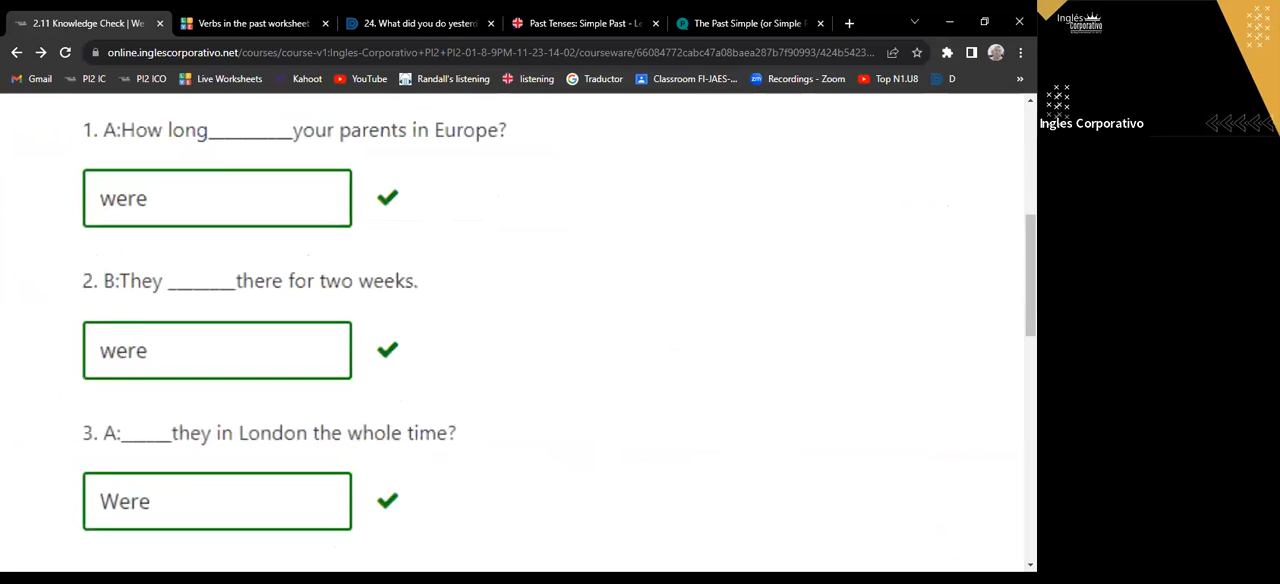 2.11 Knowledge Check | We
Verbs in the past worksheet
24. What did you do yesterd
Past Tenses: Simple Past - Le
The Past Simple (or Simple P
online.inglescorporativo.net/courses/course-v1:Ingles-Corporativo+PI2+PI2-01-8-9PM-11-23-14-02/courseware/66084772cabc47a08baea287b7f90993/424b5423...
Gmail
PI2 IC
PI2 ICO
Live Worksheets
Kahoot
YouTube
Randall's listening
listening
Traductor
Classroom FI-JAES-...
Recordings - Zoom
Top N1.U8
D
»
1. A:How long_________your parents in Europe?
were
2. B:They _______there for two weeks.
were
3. A:_____they in London the whole time?
Were
Inglés
Corporativo
Ingles Corporativo